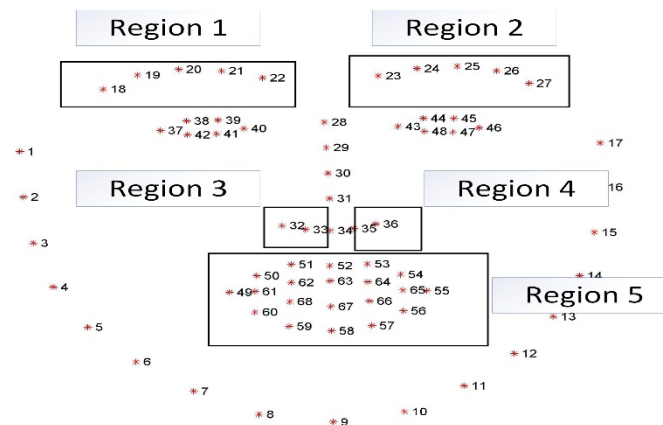 Region 1
Region 2
18 19 20 21 22
23 24 25 26 27
37 38 39 40 41 42
28
43 44 45 46 47 48
17
1
29
30
Region 3
Region 4
16
2
31
32 33 34 35 36
15
3
51 52 53
50 54
14
4
49 61 62 63 64 65 55
Region 5
60 68 67 66 56
13
5
59 58 57
12
6
7
11
8
9
10